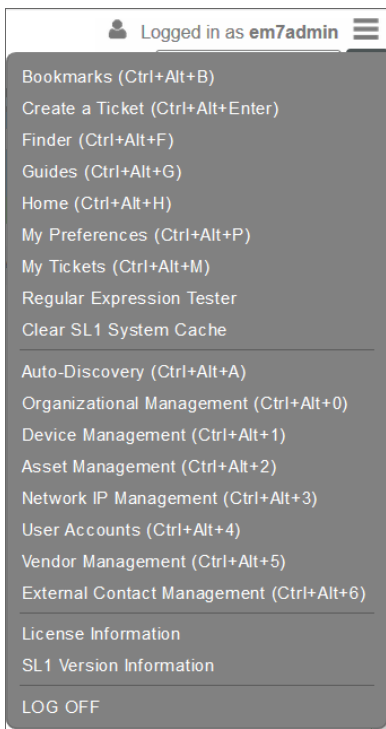 Logged in as em7admin
Bookmarks (Ctrl+Alt+B)
Create a Ticket (Ctrl+Alt+Enter)
Finder (Ctrl+Alt+F)
Guides (Ctrl+Alt+G)
Home (Ctrl+Alt+H)
My Preferences (Ctrl+Alt+P)
My Tickets (Ctrl+Alt+M)
Regular Expression Tester
Clear SL1 System Cache
Auto-Discovery (Ctrl+Alt+A)
Organizational Management (Ctrl+Alt+0)
Device Management (Ctrl+Alt+1)
Asset Management (Ctrl+Alt+2)
Network IP Management (Ctrl+Alt+3)
User Accounts (Ctrl+Alt+4)
Vendor Management (Ctrl+Alt+5)
External Contact Management (Ctrl+Alt+6)
License Information
SL1 Version Information
LOG OFF